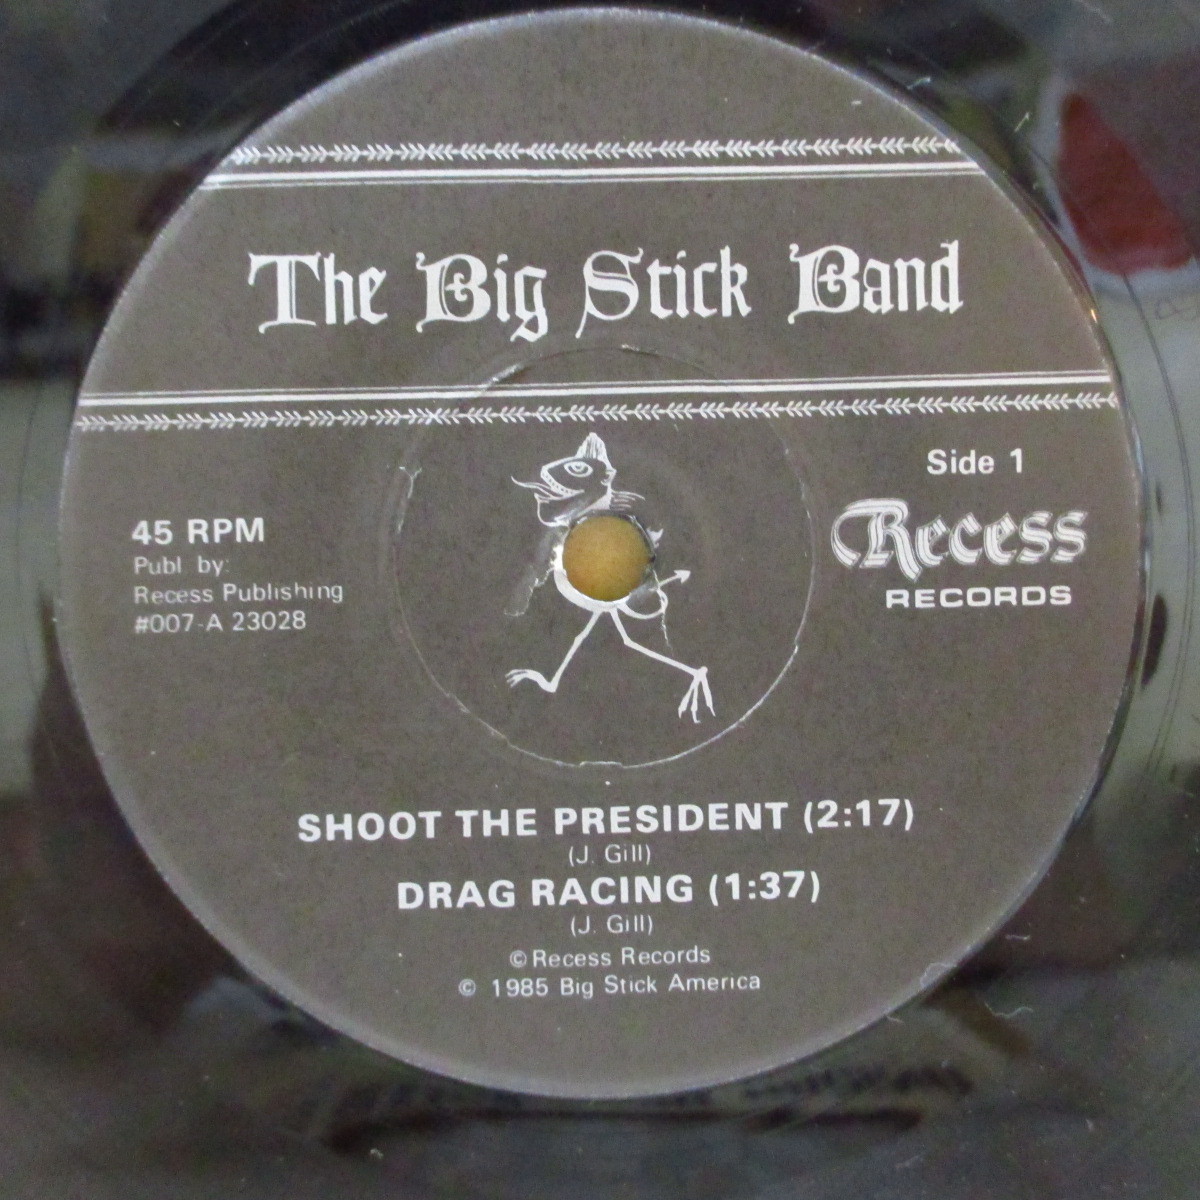 The Big Stick Band
Side 1
Recess
RECORDS
45 RPM
Publ by:
Recess Publishing
#007-A 23028
SHOOT THE PRESIDENT (2:17)
(J. Gill)
DRAG RACING (1:37)
(J. Gill)
© Recess Records
© 1985 Big Stick America